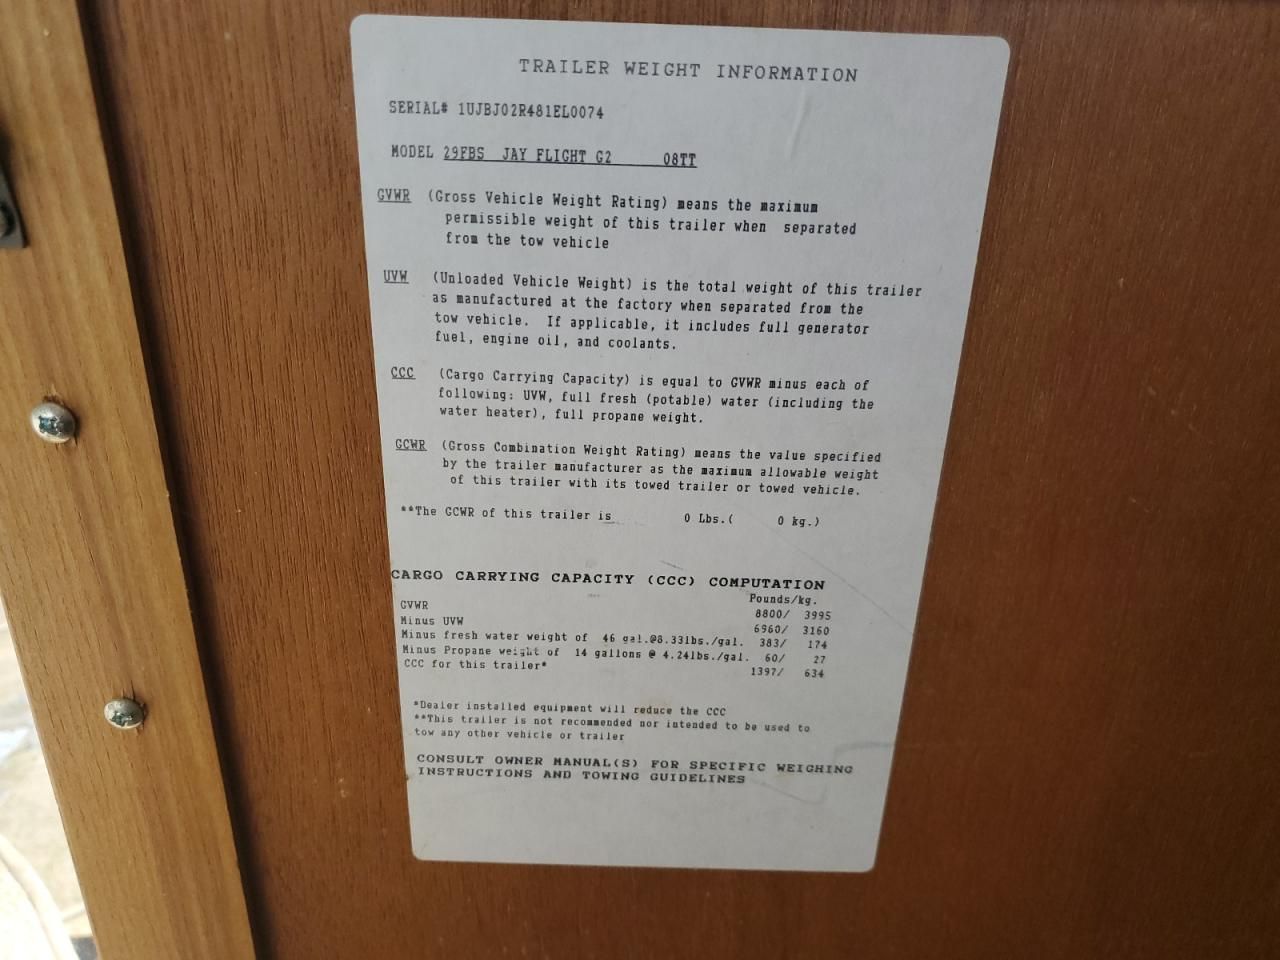 TRAILER WEIGHT INFORMATION
SERIAL# 1UJBJ02R481EL0074
MODEL 29FBS JAY FLIGHT G2 08TT
GVWR (Gross Vehicle Weight Rating) means the maximum
permissible weight of this trailer when separated
from the tow vehicle
UVW (Unloaded Vehicle Weight) is the total weight of this trailer
as manufactured at the factory when separated from the
tow vehicle. If applicable, it includes full generator
fuel, engine oil, and coolants.
CCC (Cargo Carrying Capacity) is equal to GVWR minus each of
following: UVW, full fresh (potable) water (including the
water heater), full propane weight.
GCWR (Gross Combination Weight Rating) means the value specified
by the trailer manufacturer as the maximum allowable weight
of this trailer with its towed trailer or towed vehicle.
**The GCWR of this trailer is 0 Lbs.( 0 kg.)
CARGO CARRYING CAPACITY (CCC) COMPUTATION
Pounds/kg.
GVWR 8800/ 3995
Minus UVW 6960/ 3160
Minus fresh water weight of 46 gal.@8.33lbs./gal. 383/ 174
Minus Propane weight of 14 gallons @ 4.24lbs./gal. 60/ 27
CCC for this trailer* 1397/ 634
*Dealer installed equipment will reduce the CCC
**This trailer is not recommended nor intended to be used to
tow any other vehicle or trailer
CONSULT OWNER MANUAL(S) FOR SPECIFIC WEIGHING
INSTRUCTIONS AND TOWING GUIDELINES